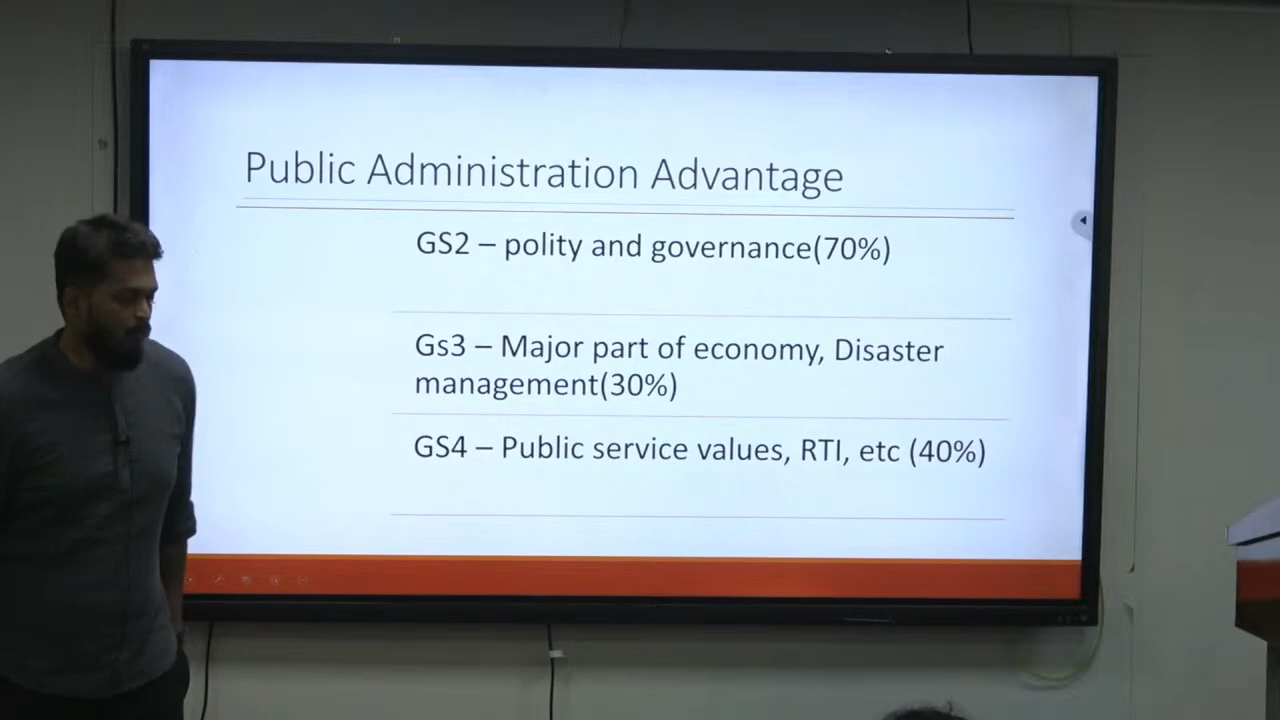 Public Administration Advantage
GS2 – polity and governance(70%)
Gs3 – Major part of economy, Disaster
management(30%)
GS4 – Public service values, RTI, etc (40%)